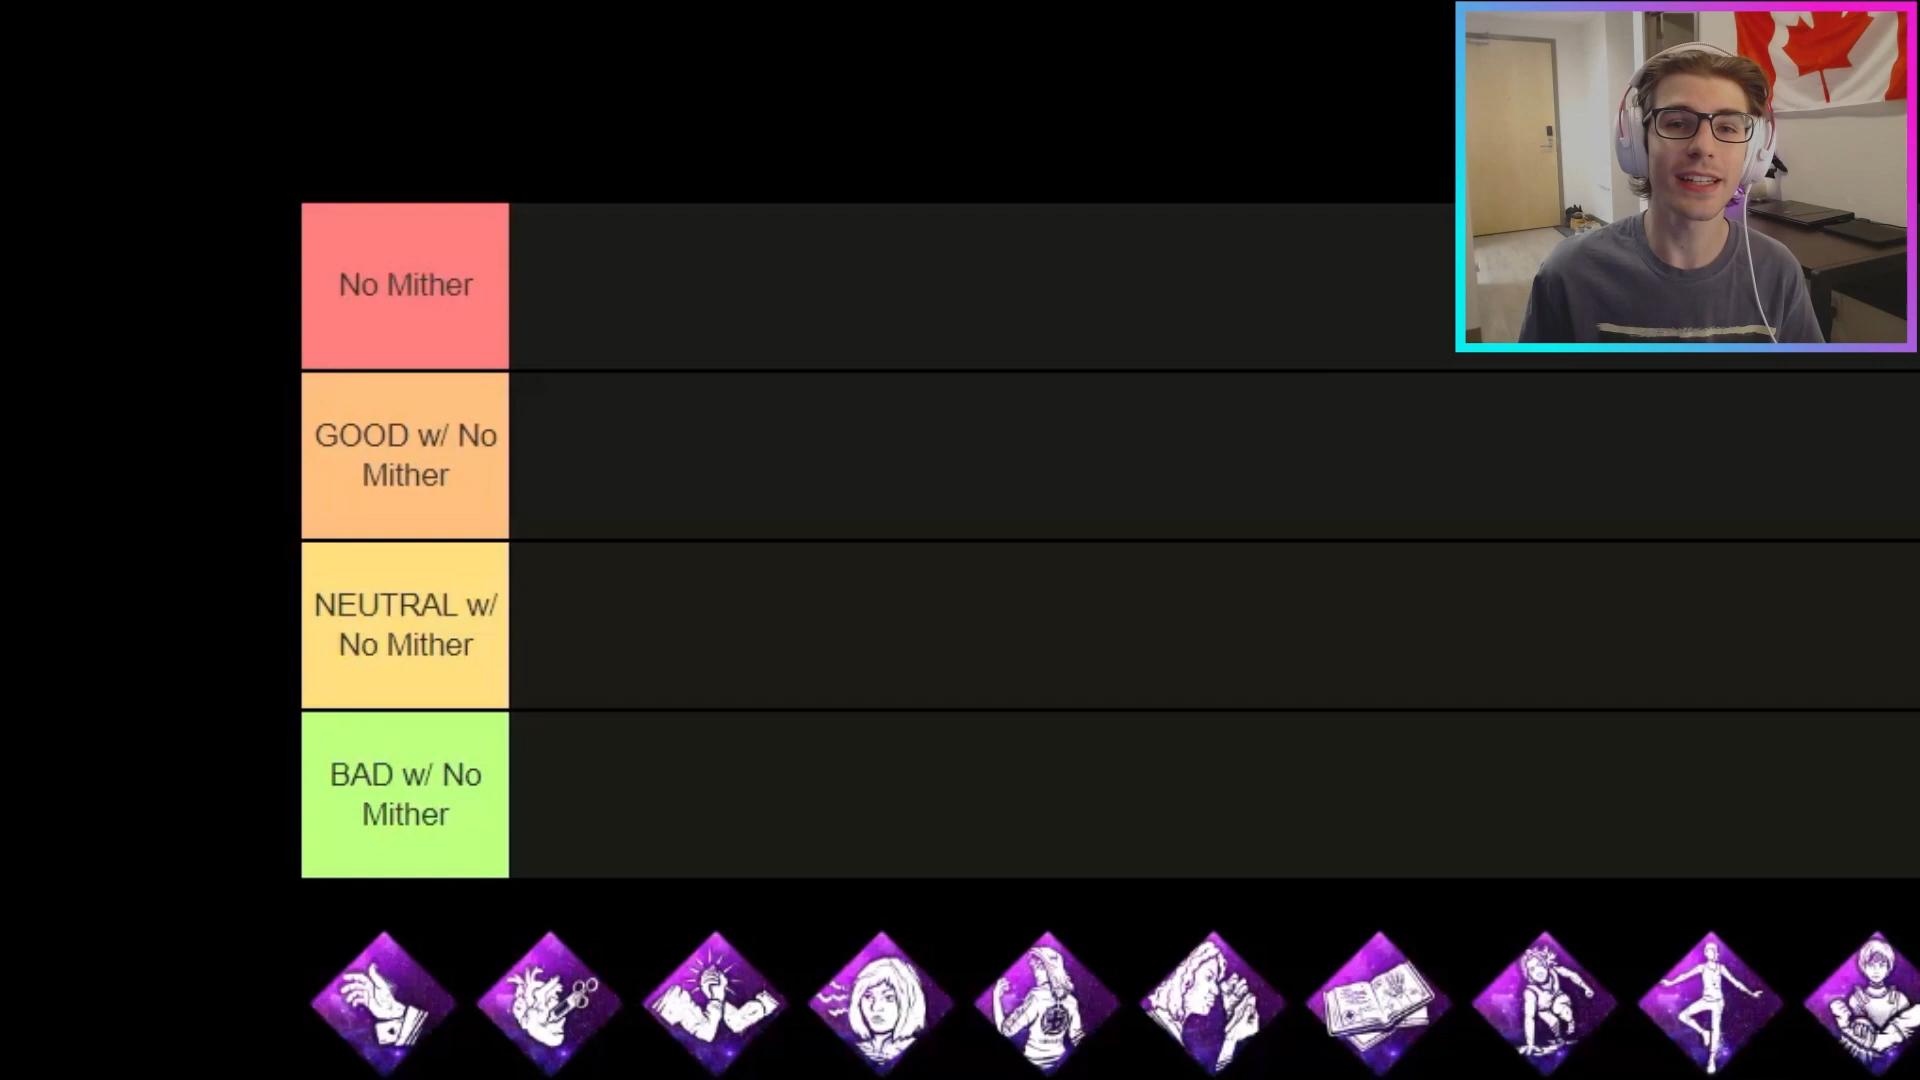 No Mither
GOOD w/ No
Mither
NEUTRAL w/
No Mither
BAD w/ No
Mither